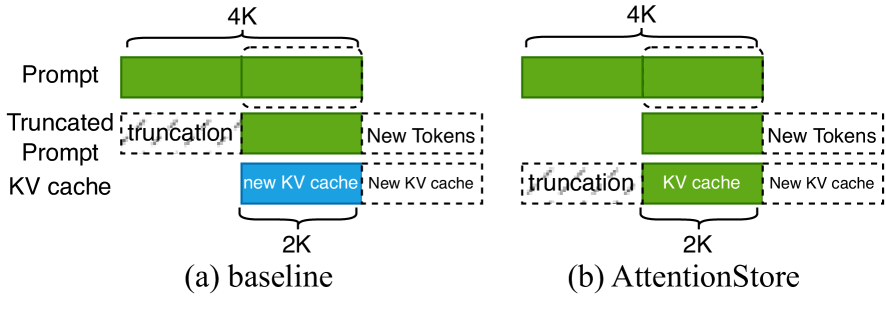 4K
Prompt
Truncated
Prompt
truncation
New Tokens
KV cache
new KV cache
New KV cache
2K
(a) baseline
4K
New Tokens
truncation
KV cache
New KV cache
2K
(b) AttentionStore